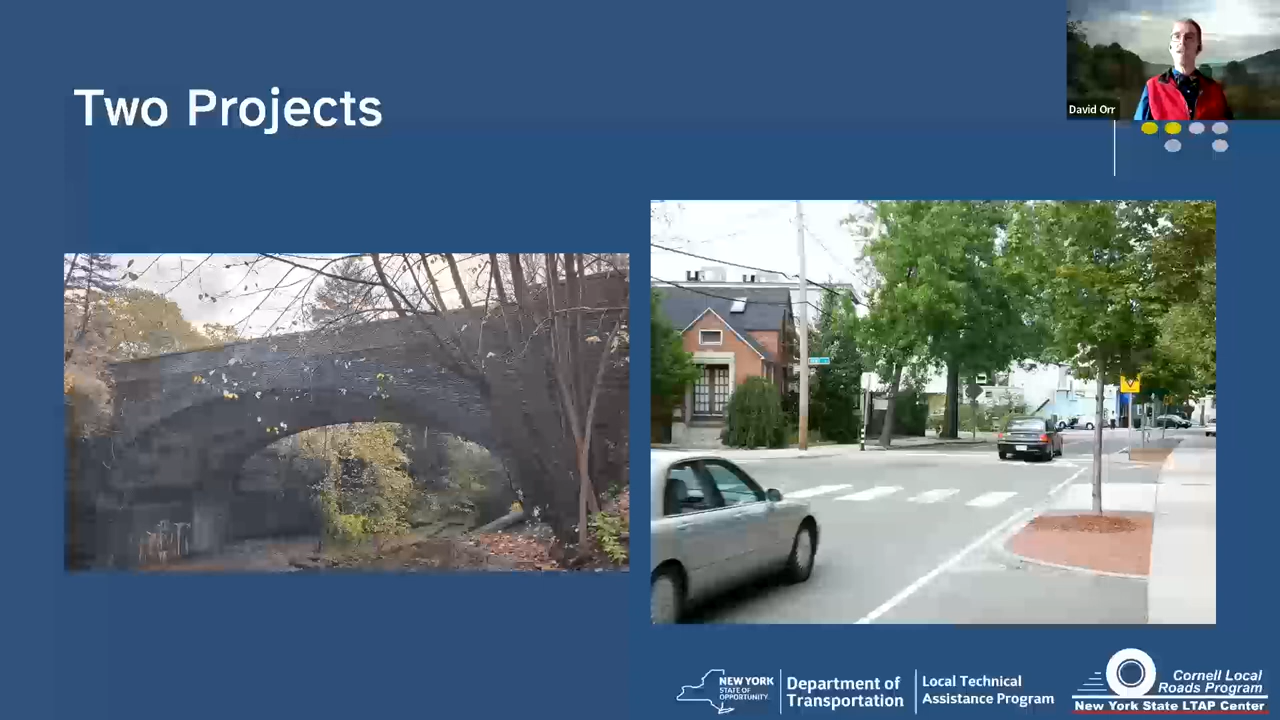 Two Projects
David Orr
NEW YORK
STATE OF
OPPORTUNITY.
Department of
Transportation
Local Technical
Assistance Program
Cornell Local
Roads Program
New York State LTAP Center